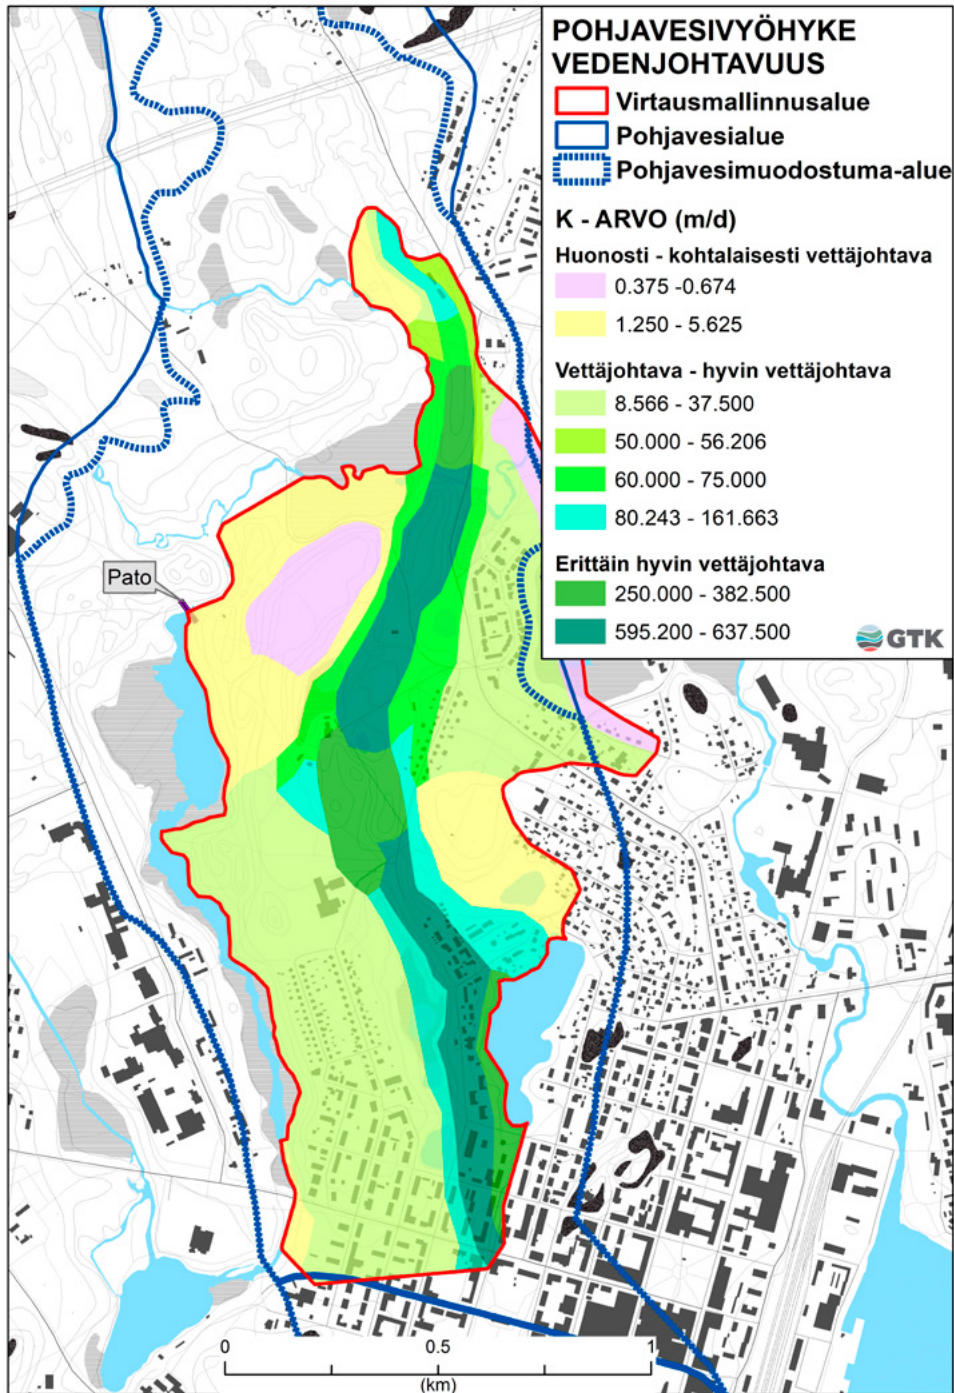 POHJAVESIVYÖHYKE
VEDENJOHTAVUUS
Virtausmallinnusalue
Pohjavesialue
Pohjavesimuodostuma-alue
K - ARVO (m/d)
Huonosti - kohtalaisesti vettäjohtava
0.375 -0.674
1.250 - 5.625
Vettäjohtava - hyvin vettäjohtava
8.566 - 37.500
50.000 - 56.206
60.000 - 75.000
80.243 - 161.663
Erittäin hyvin vettäjohtava
250.000 - 382.500
595.200 - 637.500
GTK
Pato
0 0.5 1
(km)